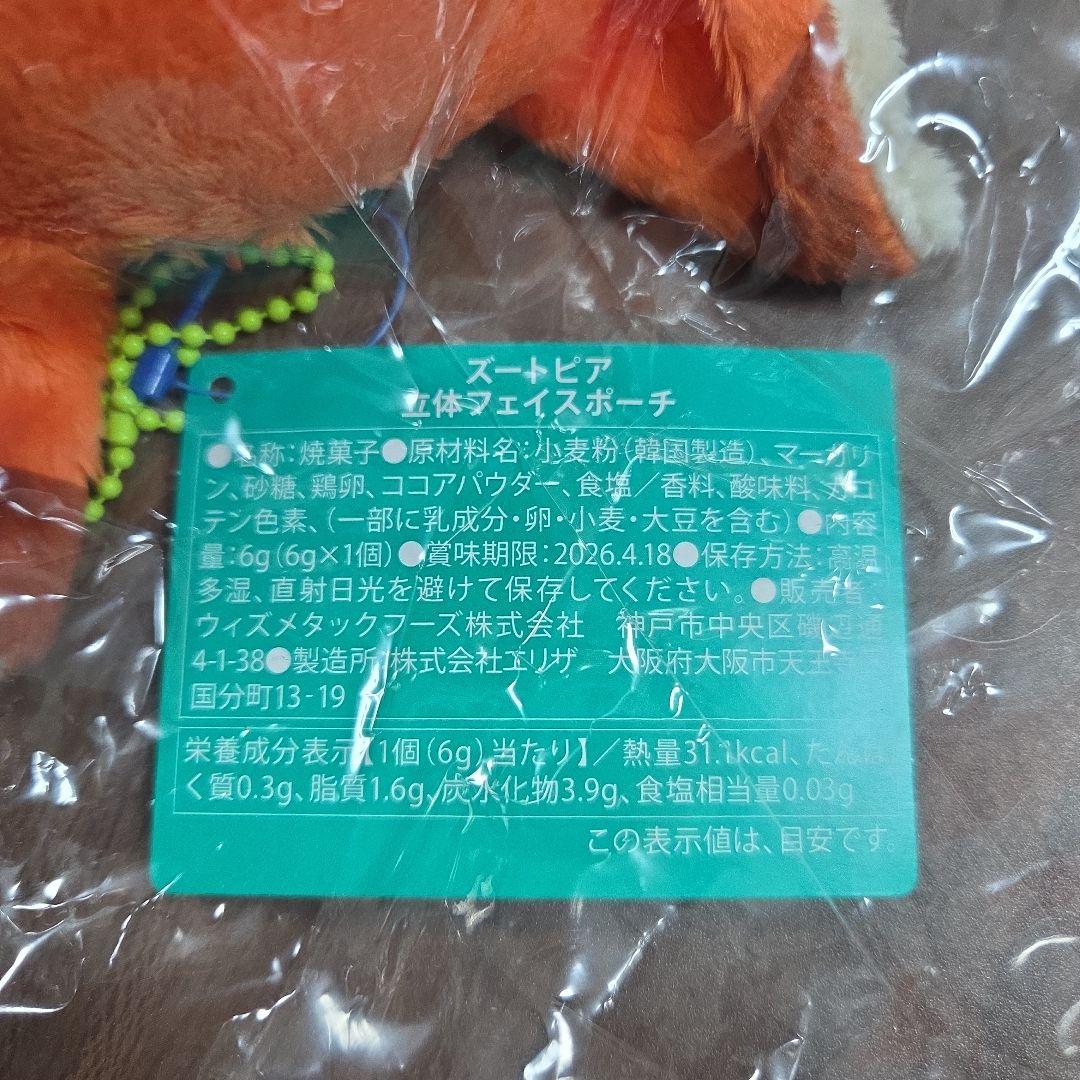 ズートピア
立体フェイスポーチ
●名称：焼菓子●原材料名：小麦粉（韓国製造）、マーガリ
ン、砂糖、鶏卵、ココアパウダー、食塩／香料、酸味料、カロ
テン色素、（一部に乳成分・卵・小麦・大豆を含む）●内容
量：6g（6g×1個）●賞味期限：2026.4.18●保存方法：高温
多湿、直射日光を避けて保存してください。●販売者：
ウィズメタックフーズ株式会社　神戸市中央区磯辺通
4-1-38●製造所：株式会社エリザ　大阪府大阪市天王寺
国分町13-19
栄養成分表示【1個（6g）当たり】／熱量31.1kcal、たんぱ
く質0.3g、脂質1.6g、炭水化物3.9g、食塩相当量0.03g
この表示値は、目安です。